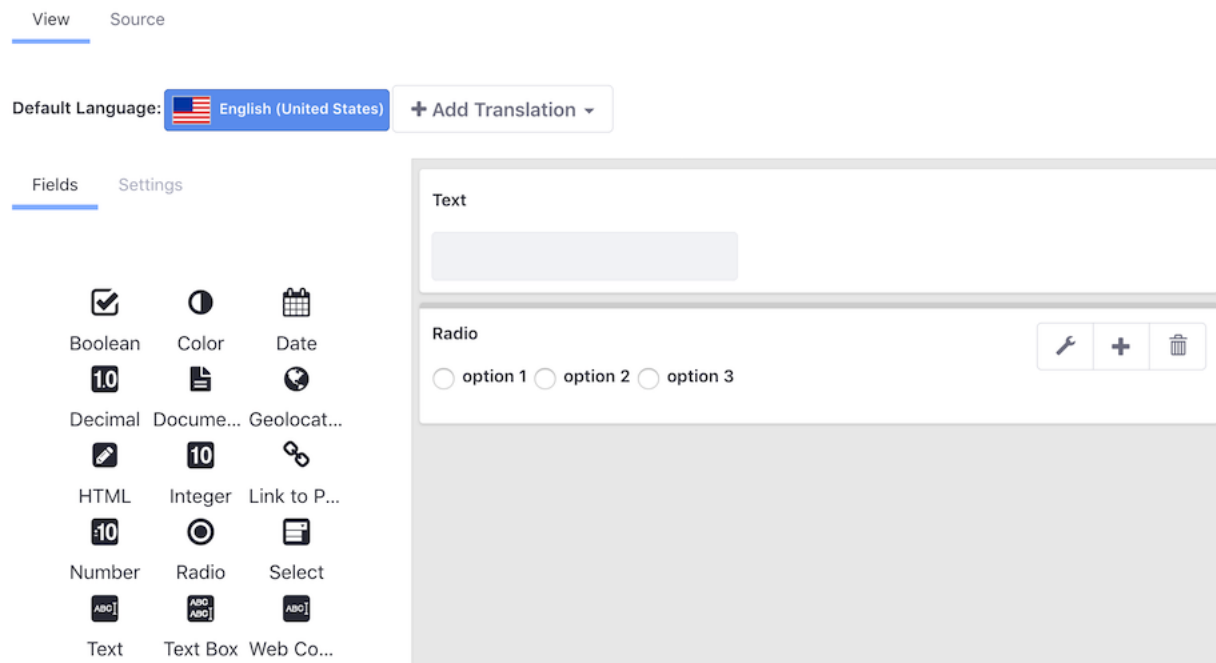 View Source
Default Language: English (United States) + Add Translation
Fields Settings
Text
Boolean Color Date
Radio
option 1 option 2 option 3
1.0
Decimal Docume... Geolocat...
10
HTML Integer Link to P...
:10
Number Radio Select
ABC ABC ABC ABC
Text Text Box Web Co...